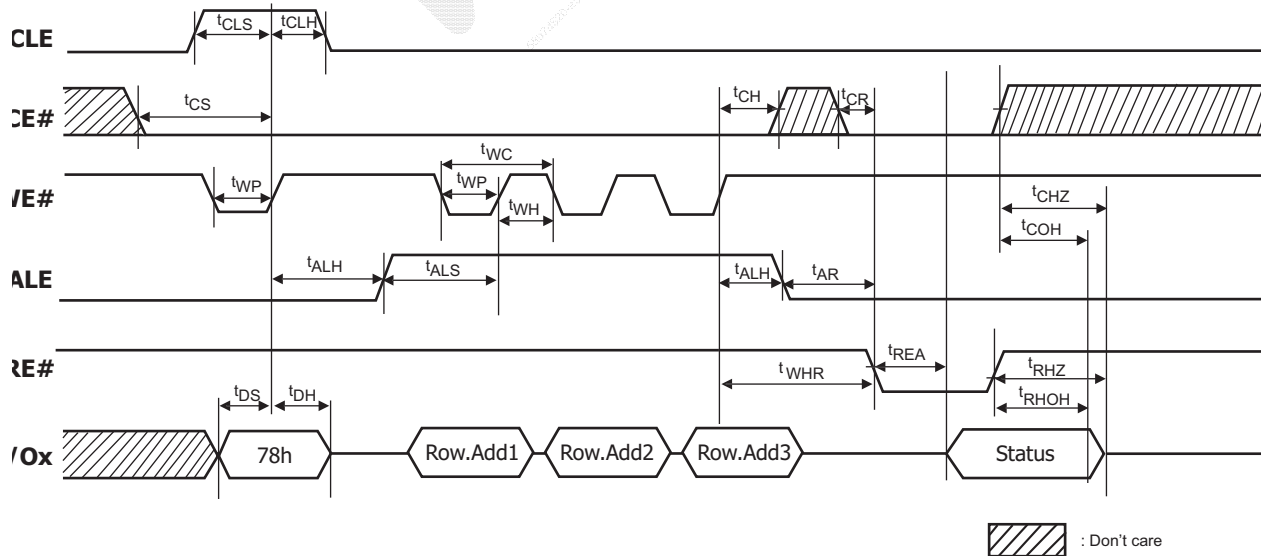 tCLS tCLH
CLE
tCS tCH tCR
CE#
tWC
tWP tWP tWH
WE#
tCHZ
tCOH
tALH tALS tALH tAR
ALE
tREA
RE#
tWHR tRHZ
tRHOH
tDS tDH
78h Row.Add1 Row.Add2 Row.Add3 Status
/Ox
: Don't care